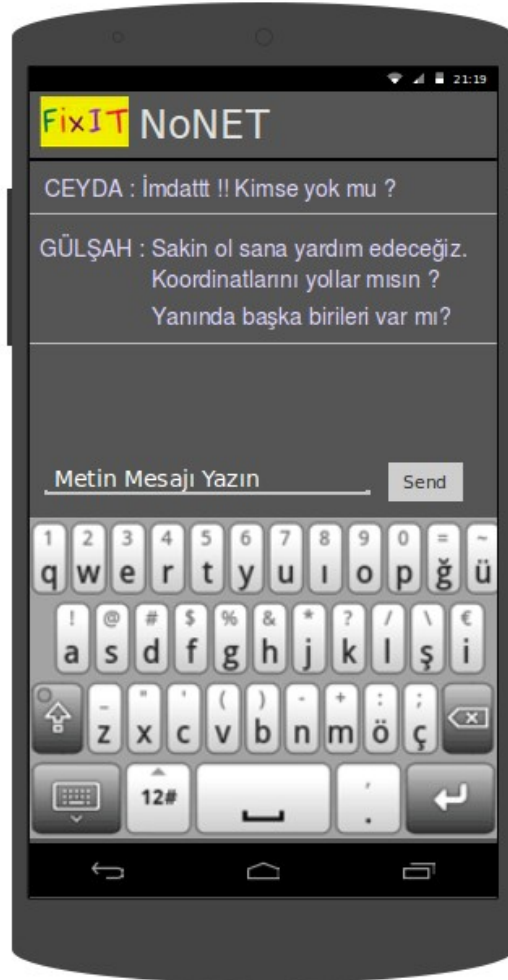 21:19
FixIT NoNET
CEYDA : İmdattt !! Kimse yok mu ?
GÜLŞAH : Sakin ol sana yardım edeceğiz.
Koordinatlarını yollar mısın ?
Yanında başka birileri var mı?
Metin Mesajı Yazın Send
1 2 3 4 5 6 7 8 9 0 = ~
q w e r t y u ı o p ğ ü
! @ # $ % & * ? / \ €
a s d f g h j k l ş i
_ " ' ( ) - + : ;
z x c v b n m ö ç
12# , .